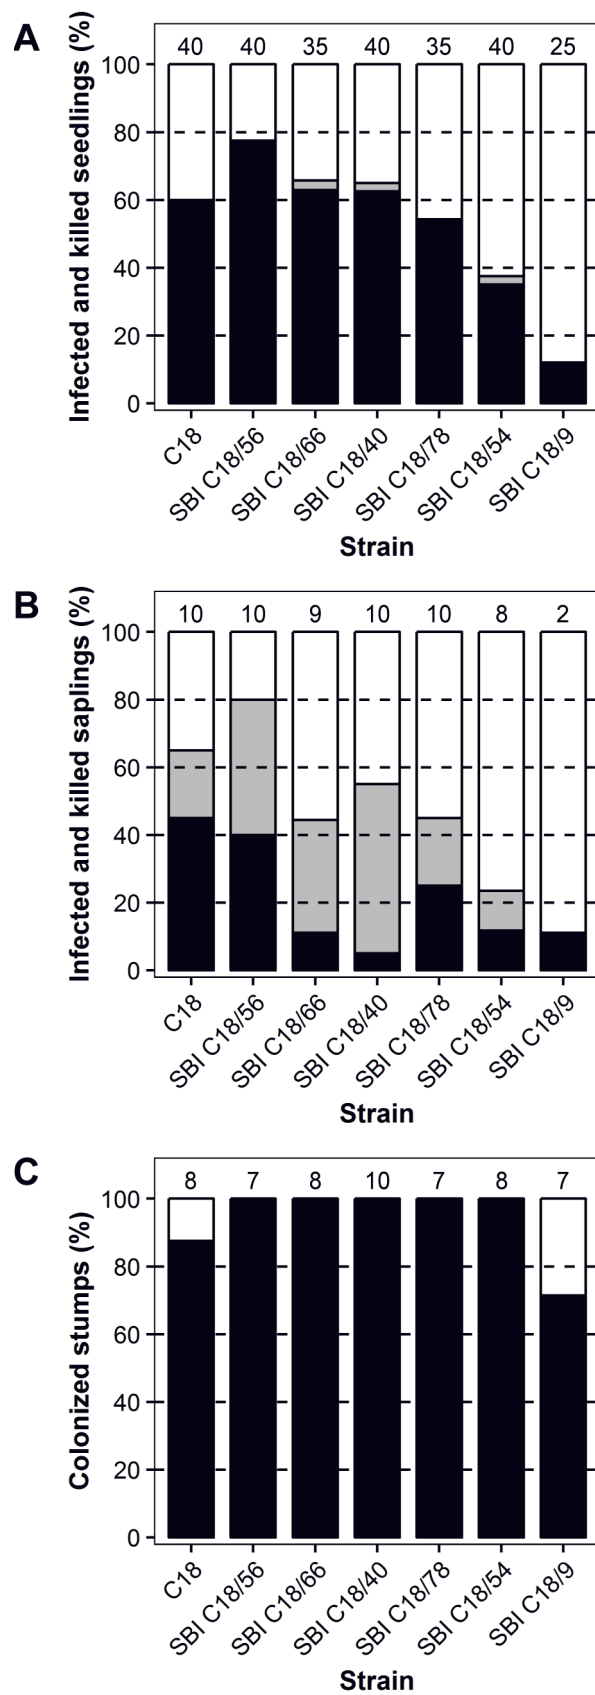 A
Infected and killed seedlings (%)
40 40 35 40 35 40 25
100
80
60
40
20
0
C18
SBI C18/56
SBI C18/66
SBI C18/40
SBI C18/78
SBI C18/54
SBI C18/9
Strain
B
Infected and killed saplings (%)
10 10 9 10 10 8 2
100
80
60
40
20
0
C18
SBI C18/56
SBI C18/66
SBI C18/40
SBI C18/78
SBI C18/54
SBI C18/9
Strain
C
Colonized stumps (%)
8 7 8 10 7 8 7
100
80
60
40
20
0
C18
SBI C18/56
SBI C18/66
SBI C18/40
SBI C18/78
SBI C18/54
SBI C18/9
Strain